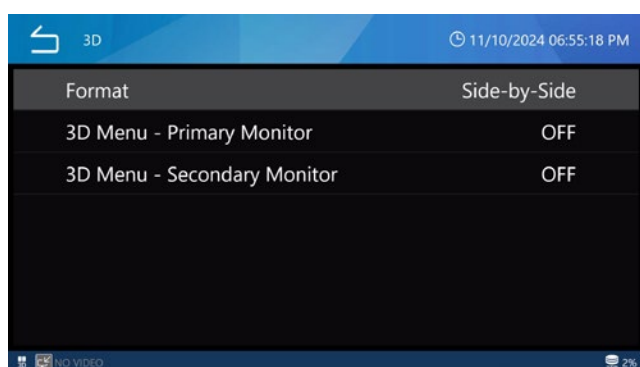 3D
11/10/2024 06:55:18 PM
Format Side-by-Side
3D Menu - Primary Monitor OFF
3D Menu - Secondary Monitor OFF
NO VIDEO
2%